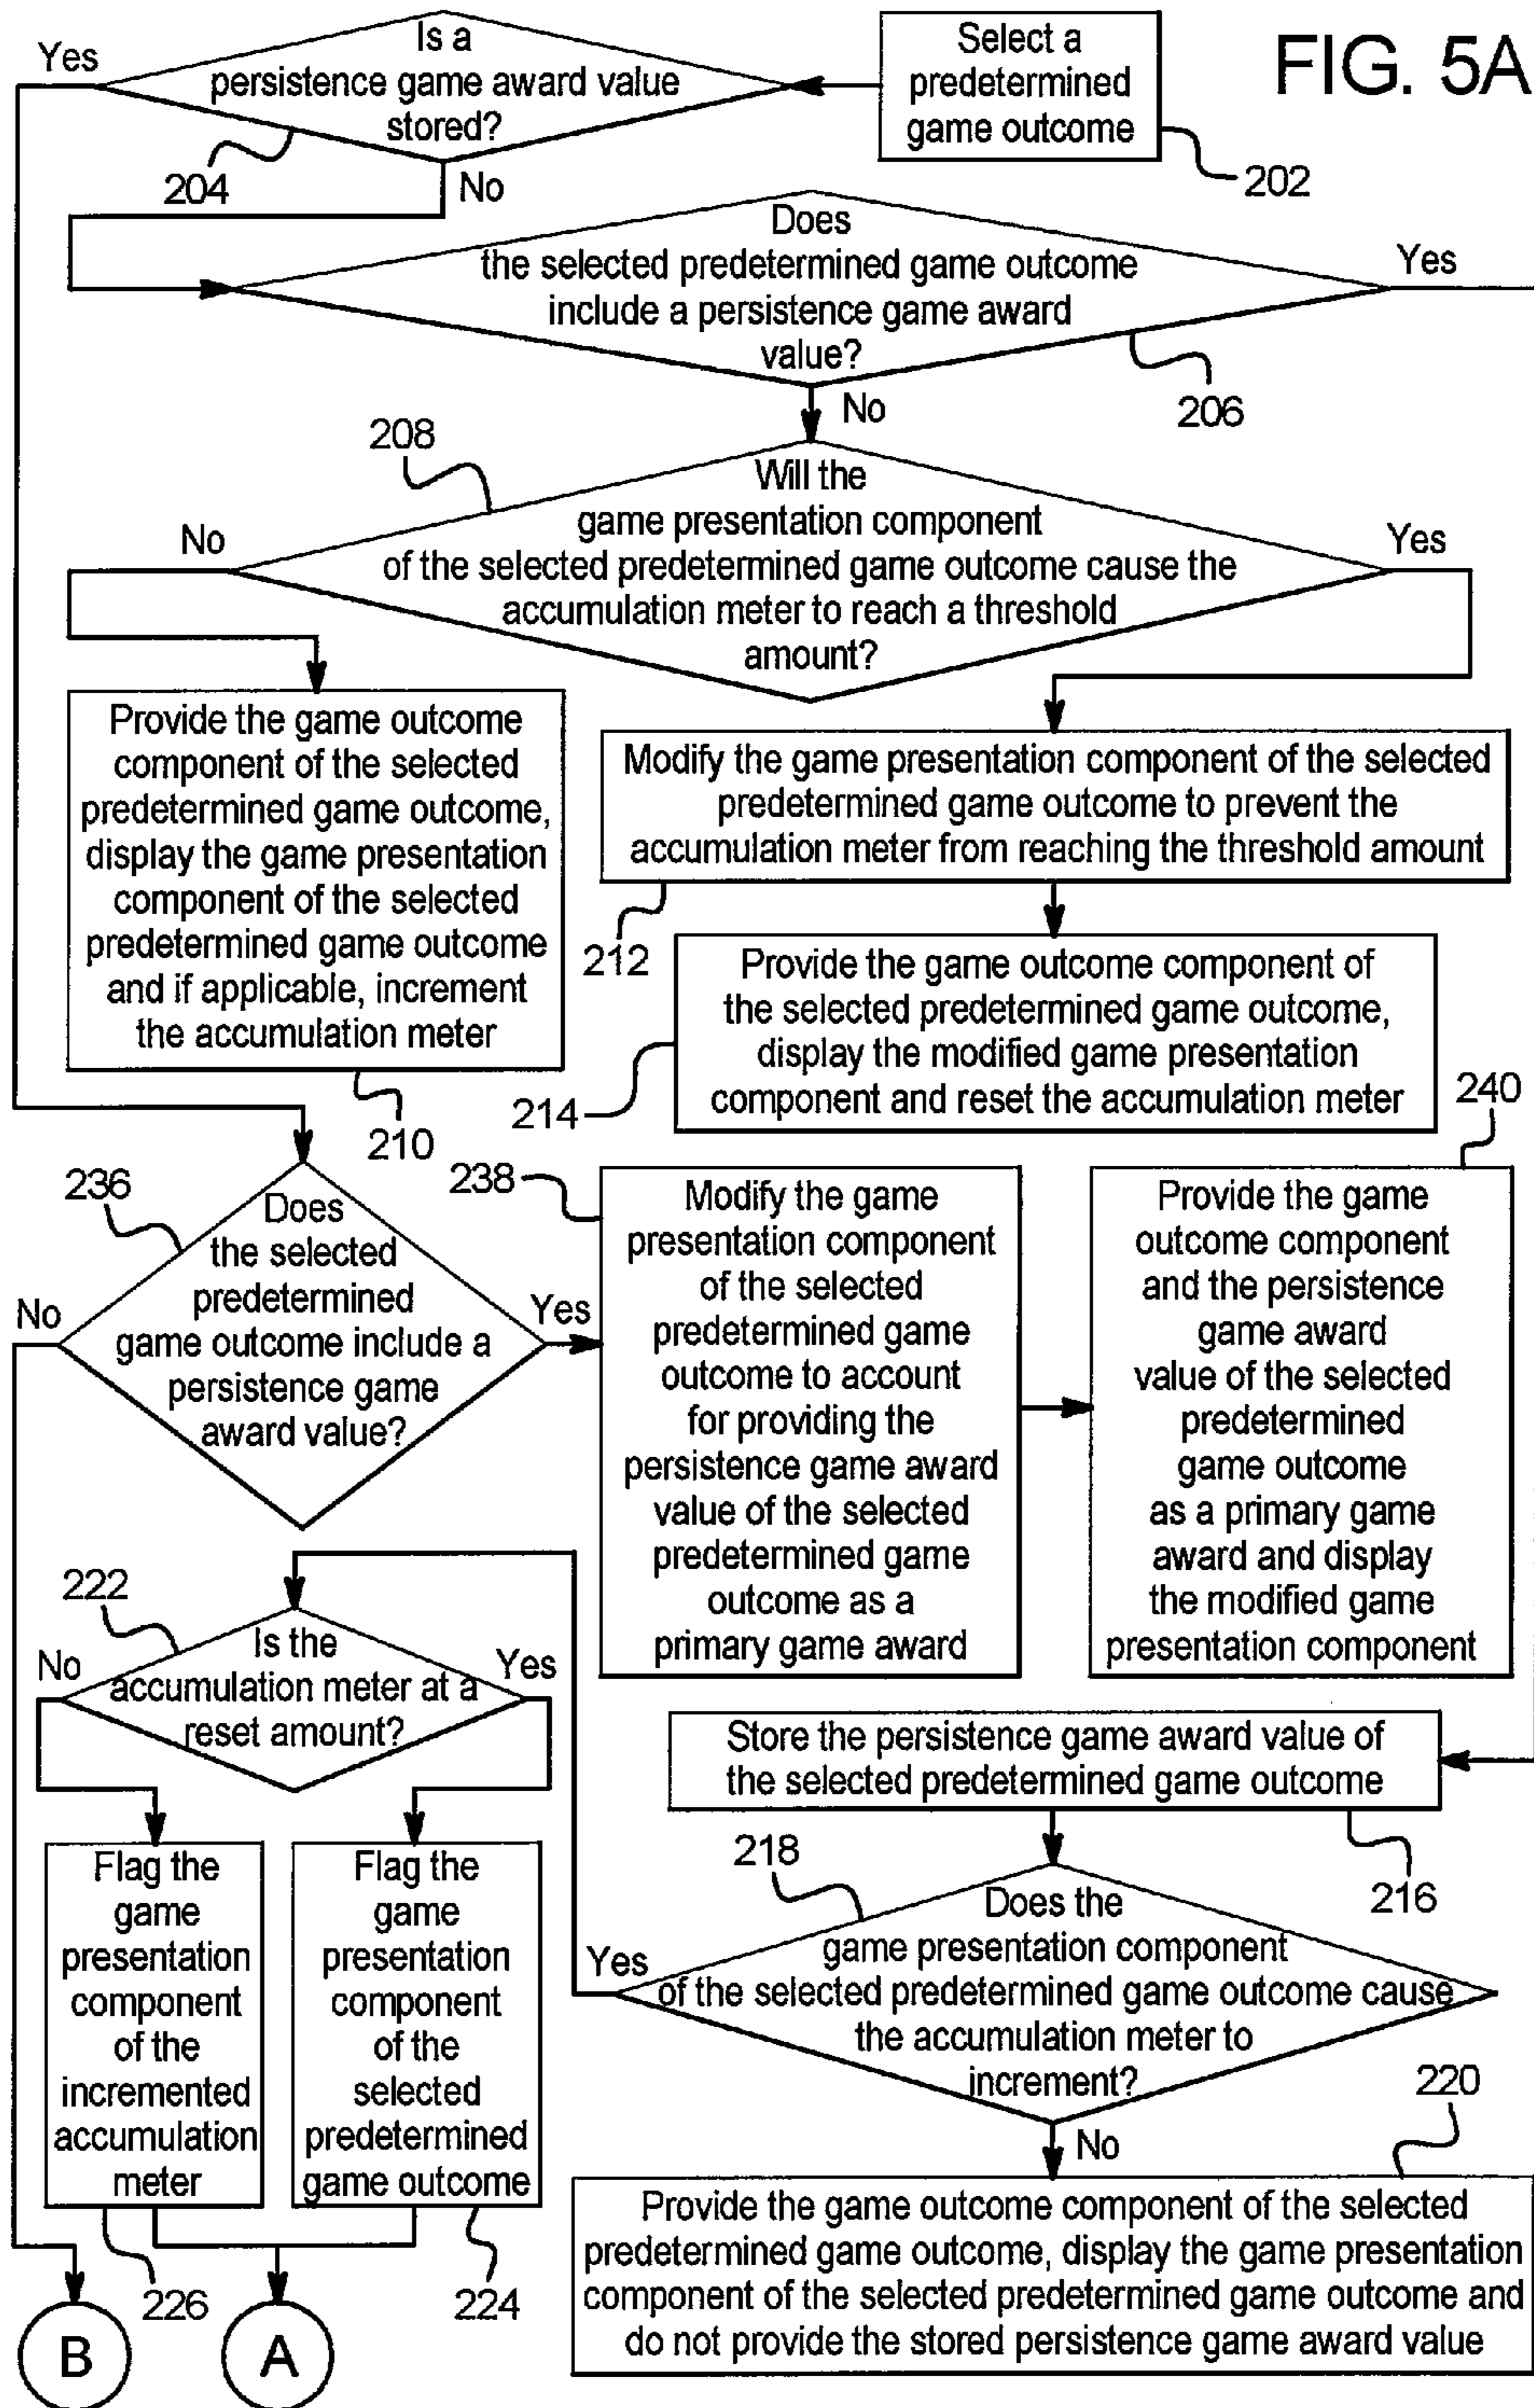 FIG. 5A
Select a
predetermined
game outcome
202
Is a
persistence game award value
stored?
Yes
204
No
Does
the selected predetermined game outcome
include a persistence game award
value?
Yes
206
No
208
Will the
game presentation component
of the selected predetermined game outcome cause the
accumulation meter to reach a threshold
amount?
No
Yes
Provide the game outcome
component of the selected
predetermined game outcome,
display the game presentation
component of the selected
predetermined game outcome
and if applicable, increment
the accumulation meter
210
Modify the game presentation component of the selected
predetermined game outcome to prevent the
accumulation meter from reaching the threshold amount
212
Provide the game outcome component of
the selected predetermined game outcome,
display the modified game presentation
component and reset the accumulation meter
214
236
Does
the selected
predetermined
game outcome include a
persistence game
award value?
No
Yes
238
Modify the game
presentation component
of the selected
predetermined game
outcome to account
for providing the
persistence game award
value of the selected
predetermined game
outcome as a
primary game award
240
Provide the game
outcome component
and the persistence
game award
value of the selected
predetermined
game outcome
as a primary game
award and display
the modified game
presentation component
222
Is the
accumulation meter at a
reset amount?
No
Yes
Store the persistence game award value of
the selected predetermined game outcome
216
218
Does the
game presentation component
of the selected predetermined game outcome cause
the accumulation meter to
increment?
Yes
No
Flag the
game
presentation
component
of the
incremented
accumulation
meter
226
Flag the
game
presentation
component
of the
selected
predetermined
game outcome
224
220
Provide the game outcome component of the selected
predetermined game outcome, display the game presentation
component of the selected predetermined game outcome and
do not provide the stored persistence game award value
B
A